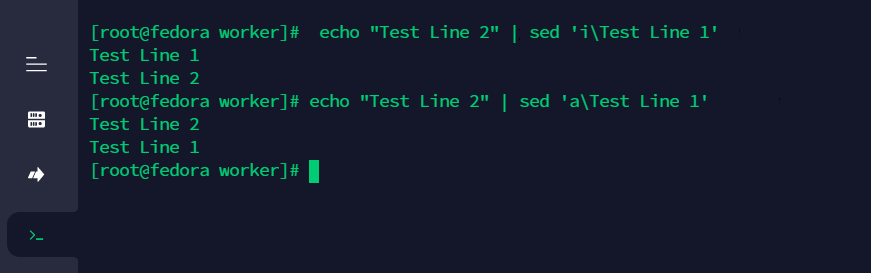 [root@fedora worker]#  echo "Test Line 2" | sed 'i\Test Line 1'
Test Line 1
Test Line 2
[root@fedora worker]# echo "Test Line 2" | sed 'a\Test Line 1'
Test Line 2
Test Line 1
[root@fedora worker]#